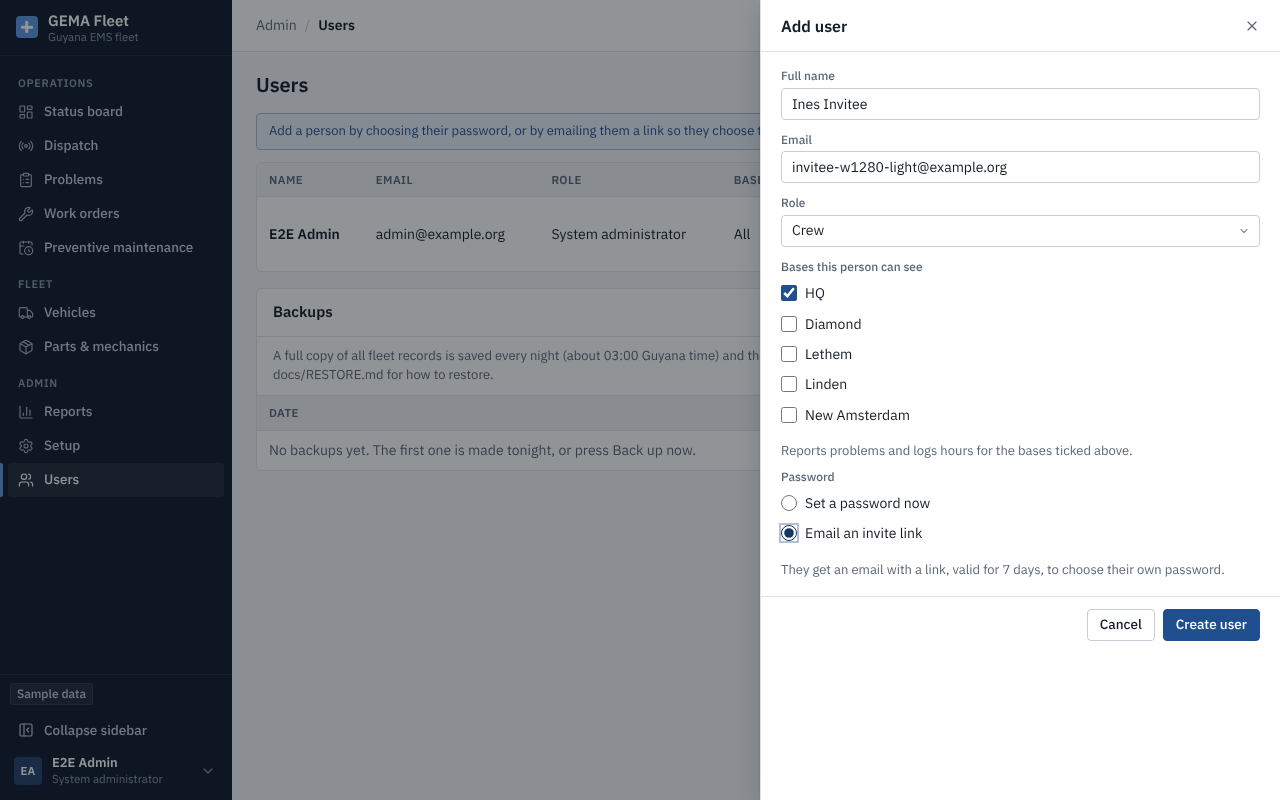 GEMA Fleet
Guyana EMS fleet
OPERATIONS
Status board
Dispatch
Problems
Work orders
Preventive maintenance
FLEET
Vehicles
Parts & mechanics
ADMIN
Reports
Setup
Users
Sample data
Collapse sidebar
EA
E2E Admin
System administrator
Admin / Users
Users
Add a person by choosing their password, or by emailing them a link so they choose
NAME EMAIL ROLE
E2E Admin admin@example.org System administrator All
Backups
A full copy of all fleet records is saved every night (about 03:00 Guyana time) and
docs/RESTORE.md for how to restore.
DATE
No backups yet. The first one is made tonight, or press Back up now.
Add user
Full name
Ines Invitee
Email
invitee-w1280-light@example.org
Role
Crew
Bases this person can see
HQ
Diamond
Lethem
Linden
New Amsterdam
Reports problems and logs hours for the bases ticked above.
Password
Set a password now
Email an invite link
They get an email with a link, valid for 7 days, to choose their own password.
Cancel
Create user